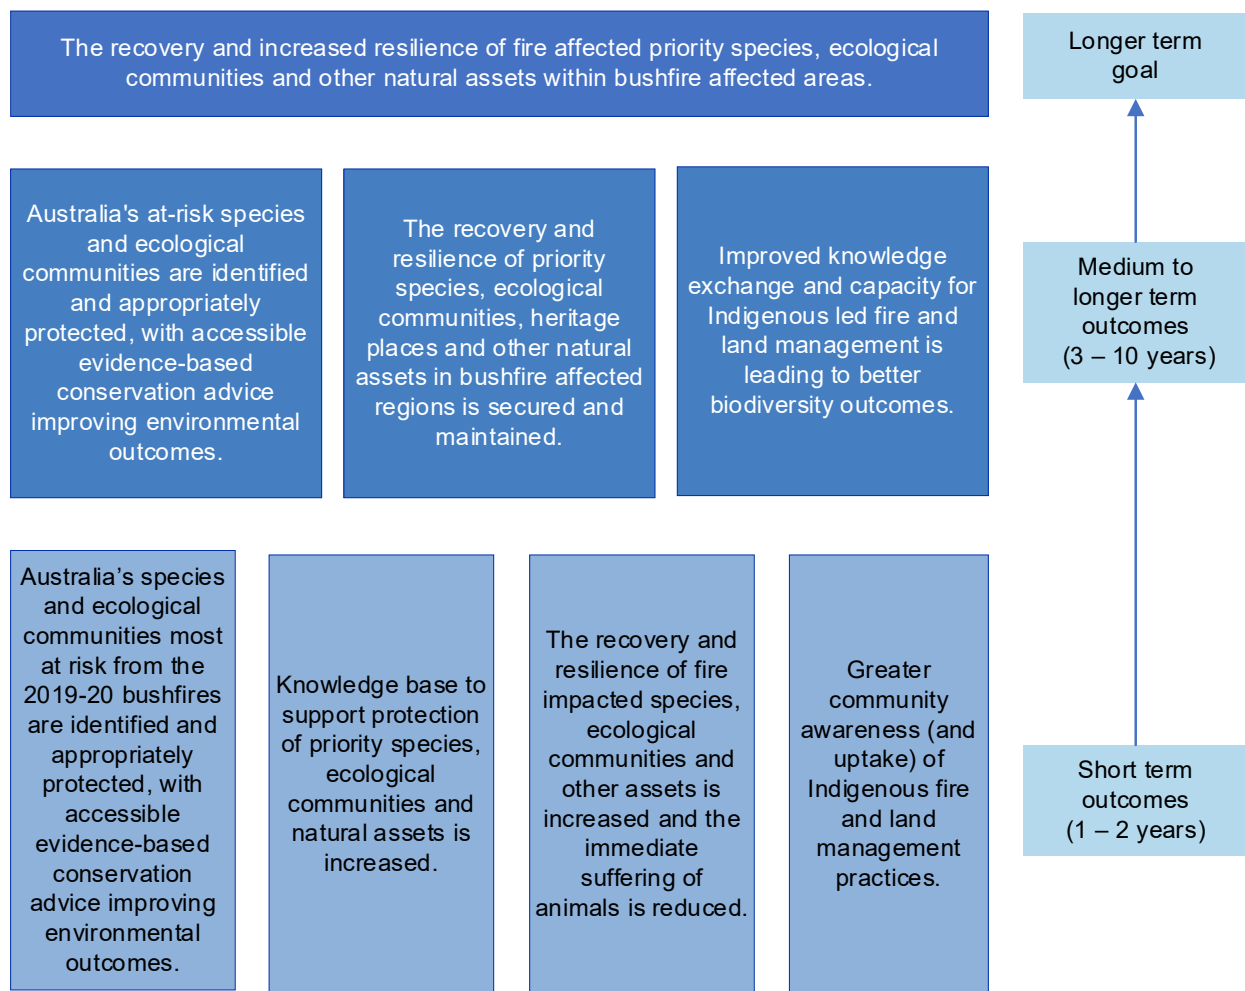 The recovery and increased resilience of fire affected priority species, ecological
communities and other natural assets within bushfire affected areas.
Longer term
goal
Australia's at-risk species
and ecological
communities are identified
and appropriately
protected, with accessible
evidence-based
conservation advice
improving environmental
outcomes.
The recovery and
resilience of priority
species, ecological
communities, heritage
places and other natural
assets in bushfire affected
regions is secured and
maintained.
Improved knowledge
exchange and capacity for
Indigenous led fire and
land management is
leading to better
biodiversity outcomes.
Medium to
longer term
outcomes
(3 – 10 years)
Australia’s species
and ecological
communities most
at risk from the
2019-20 bushfires
are identified and
appropriately
protected, with
accessible
evidence-based
conservation
advice improving
environmental
outcomes.
Knowledge base to
support protection
of priority species,
ecological
communities and
natural assets is
increased.
The recovery and
resilience of fire
impacted species,
ecological
communities and
other assets is
increased and the
immediate
suffering of
animals is reduced.
Greater
community
awareness (and
uptake) of
Indigenous fire
and land
management
practices.
Short term
outcomes
(1 – 2 years)